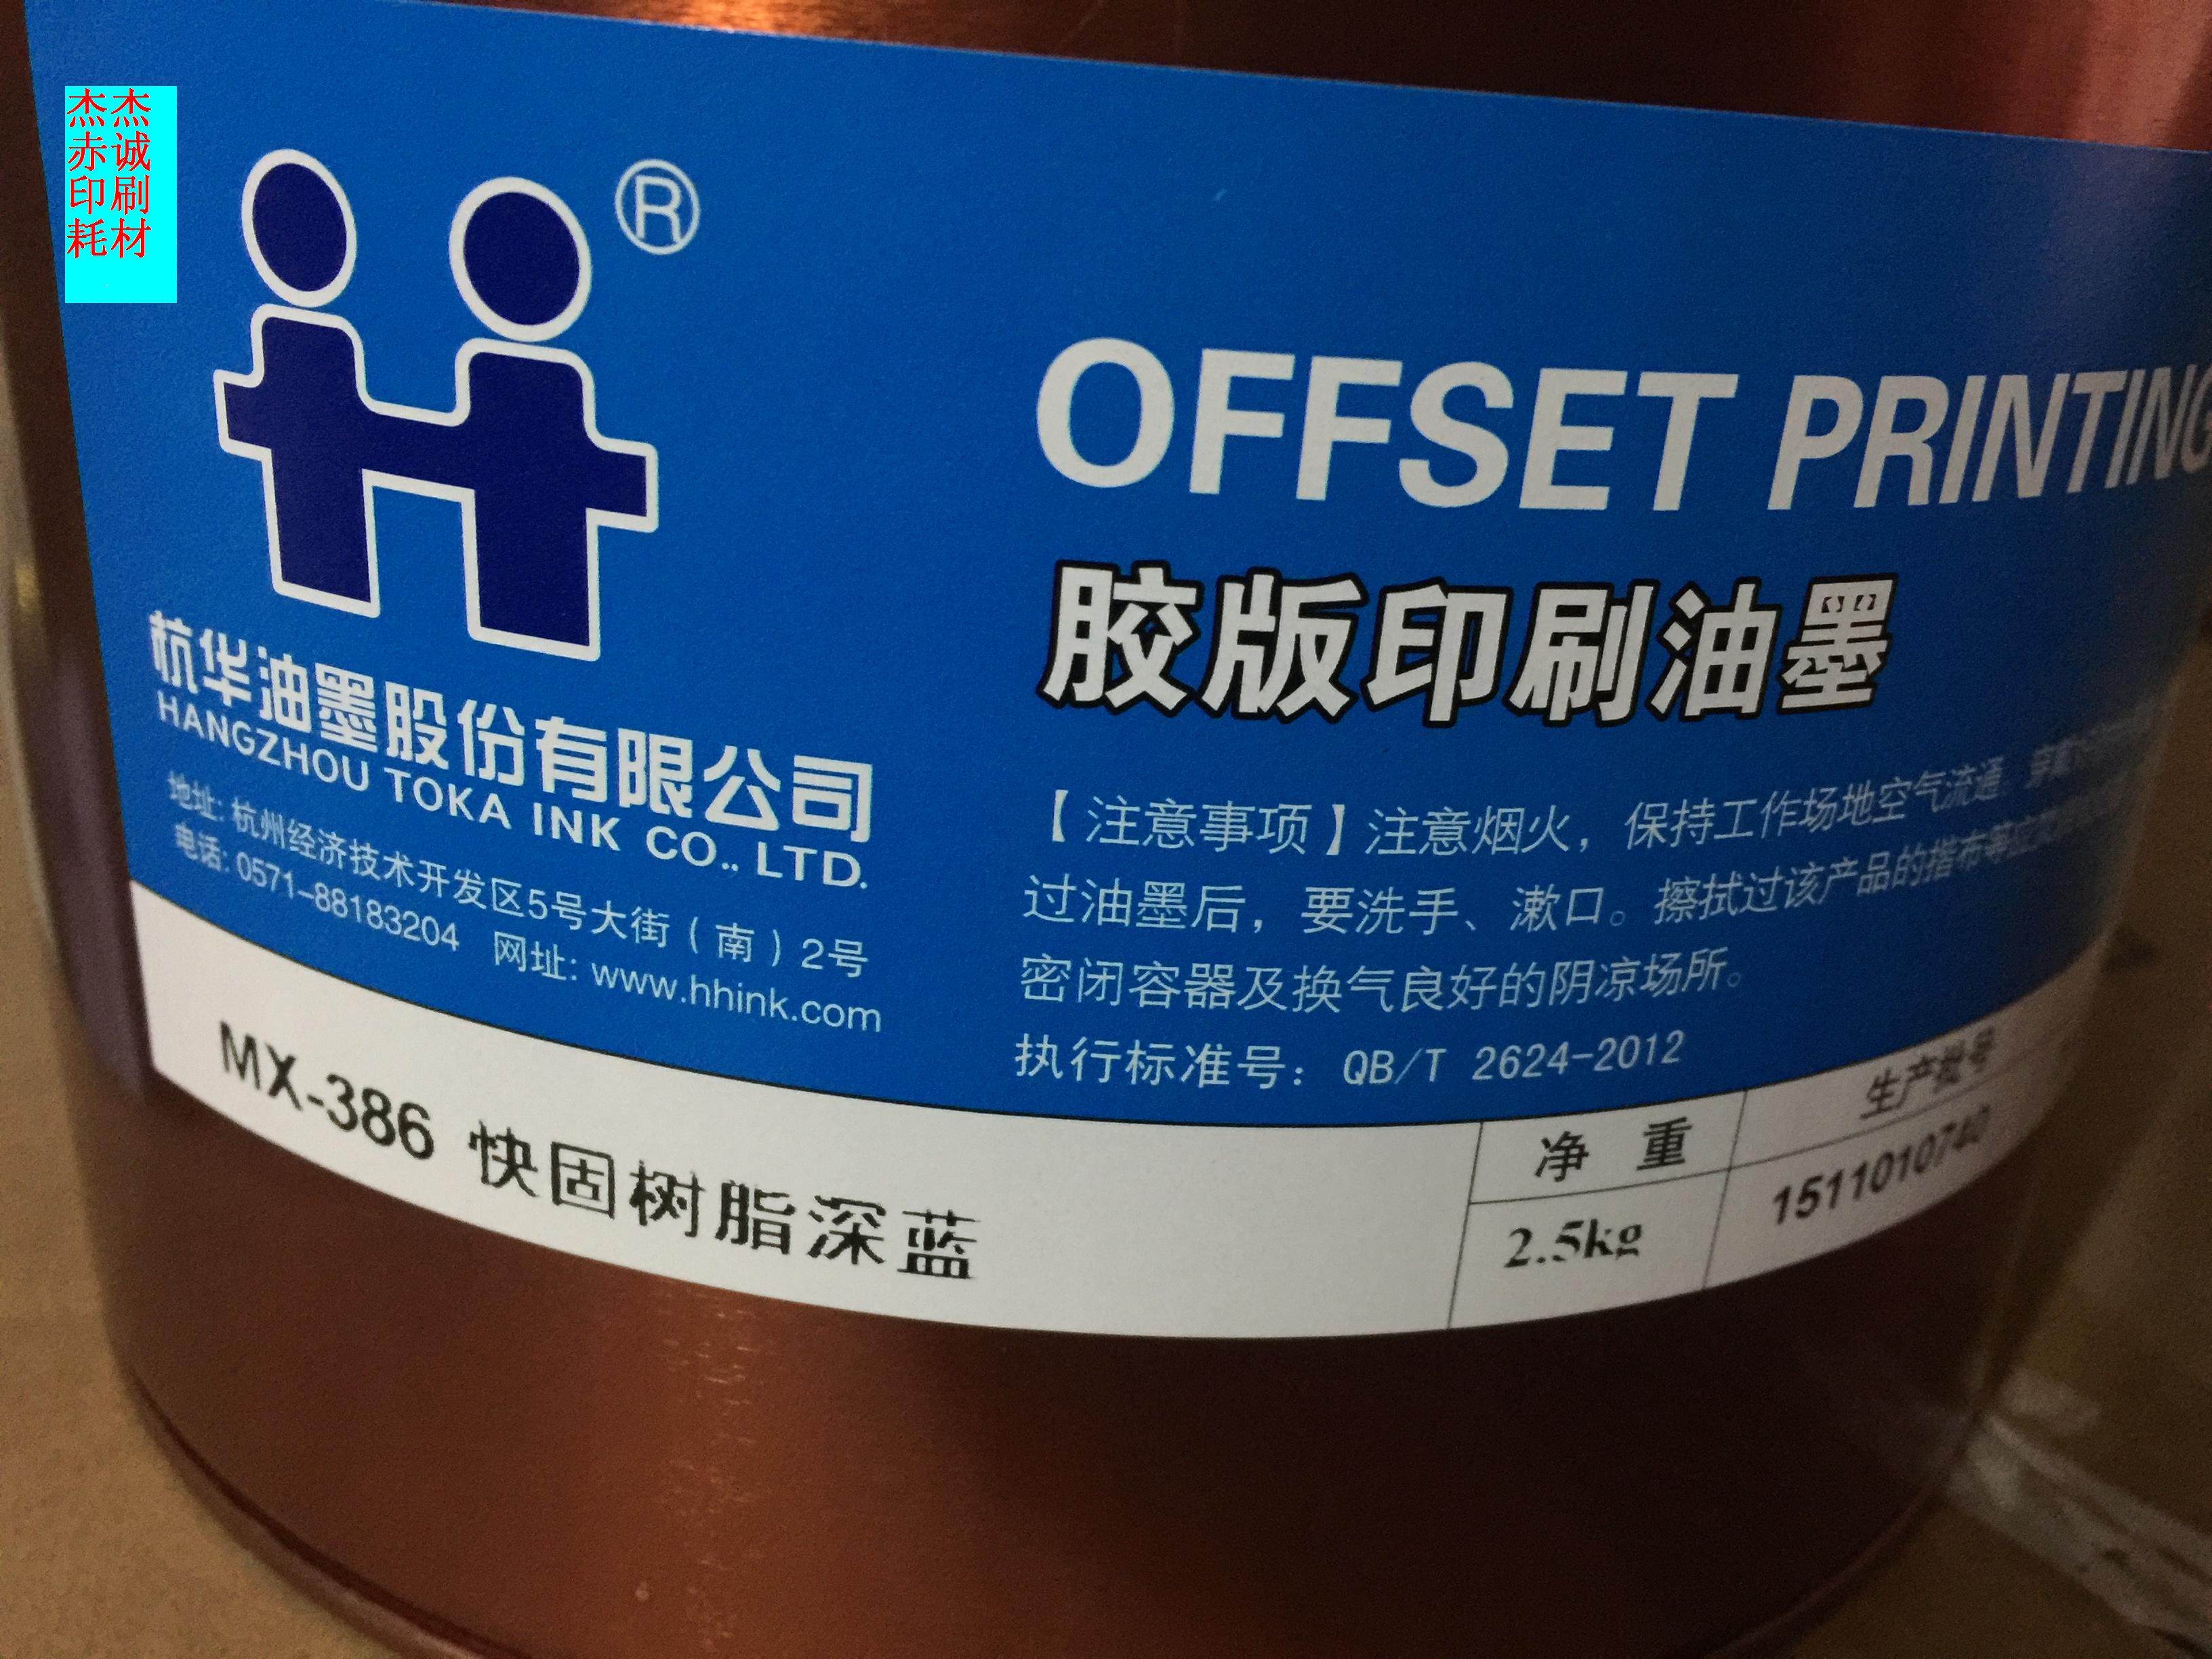 杰杰
赤诚
印刷
耗材
®
杭华油墨股份有限公司
HANGZHOU TOKA INK CO., LTD.
地址: 杭州经济技术开发区5号大街(南)2号
电话: 0571-88183204 网址: www.hhink.com
OFFSET PRINTING
胶版印刷油墨
【注意事项】注意烟火，保持工作场地空气流通。
过油墨后，要洗手、漱口。擦拭过该产品的揩布等应
密闭容器及换气良好的阴凉场所。
执行标准号: QB/T 2624-2012
MX-386 快固树脂深蓝
净 重
2.5kg
生产批号
1511010740